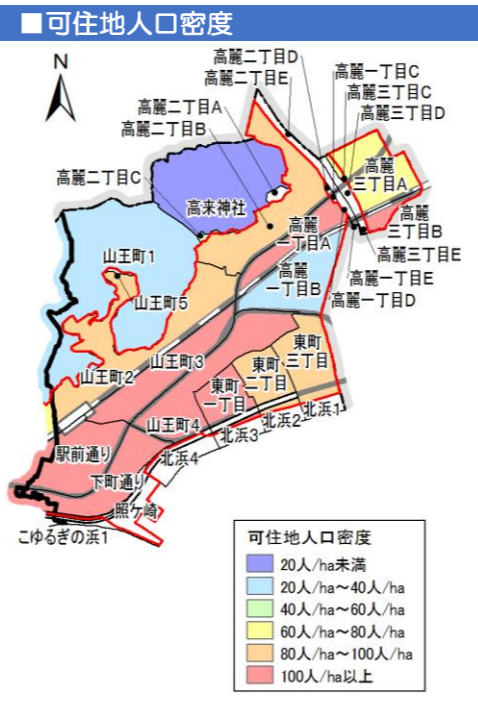 ■可住地人口密度
N
高麗二丁目D
高麗二丁目E
高麗一丁目C
高麗三丁目C
高麗三丁目D
高麗二丁目A
高麗二丁目B
高麗
三丁目A
高麗二丁目C
高来神社
高麗
一丁目A
高麗
三丁目B
山王町1
高麗三丁目E
高麗
一丁目B
高麗一丁目E
高麗一丁目D
山王町5
東町
三丁目
山王町3
東町
二丁目
山王町2
東町
一丁目
北浜1
北浜2
山王町4
北浜3
駅前通り
北浜4
下町通り
照ケ崎
こゆるぎの浜1
可住地人口密度
20人/ha未満
20人/ha～40人/ha
40人/ha～60人/ha
60人/ha～80人/ha
80人/ha～100人/ha
100人/ha以上